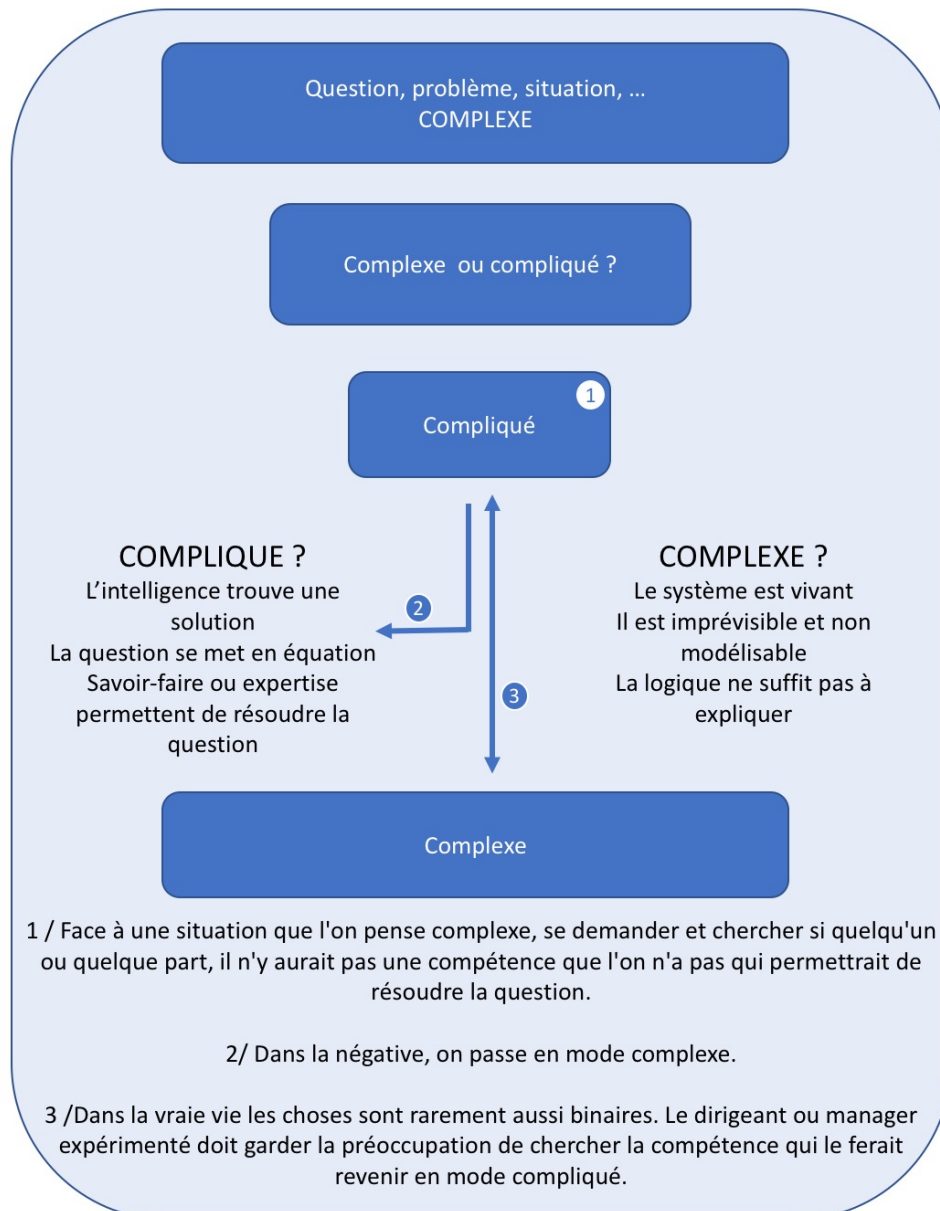 Question, problème, situation, ...
COMPLEXE
Complexe ou compliqué ?
1
Compliqué
COMPLIQUE ?
L'intelligence trouve une
solution
La question se met en équation
Savoir-faire ou expertise
permettent de résoudre la
question
2
3
COMPLEXE ?
Le système est vivant
Il est imprévisible et non
modélisable
La logique ne suffit pas à
expliquer
Complexe
1 / Face à une situation que l'on pense complexe, se demander et chercher si quelqu'un
ou quelque part, il n'y aurait pas une compétence que l'on n'a pas qui permettrait de
résoudre la question.
2/ Dans la négative, on passe en mode complexe.
3 /Dans la vraie vie les choses sont rarement aussi binaires. Le dirigeant ou manager
expérimenté doit garder la préoccupation de chercher la compétence qui le ferait
revenir en mode compliqué.